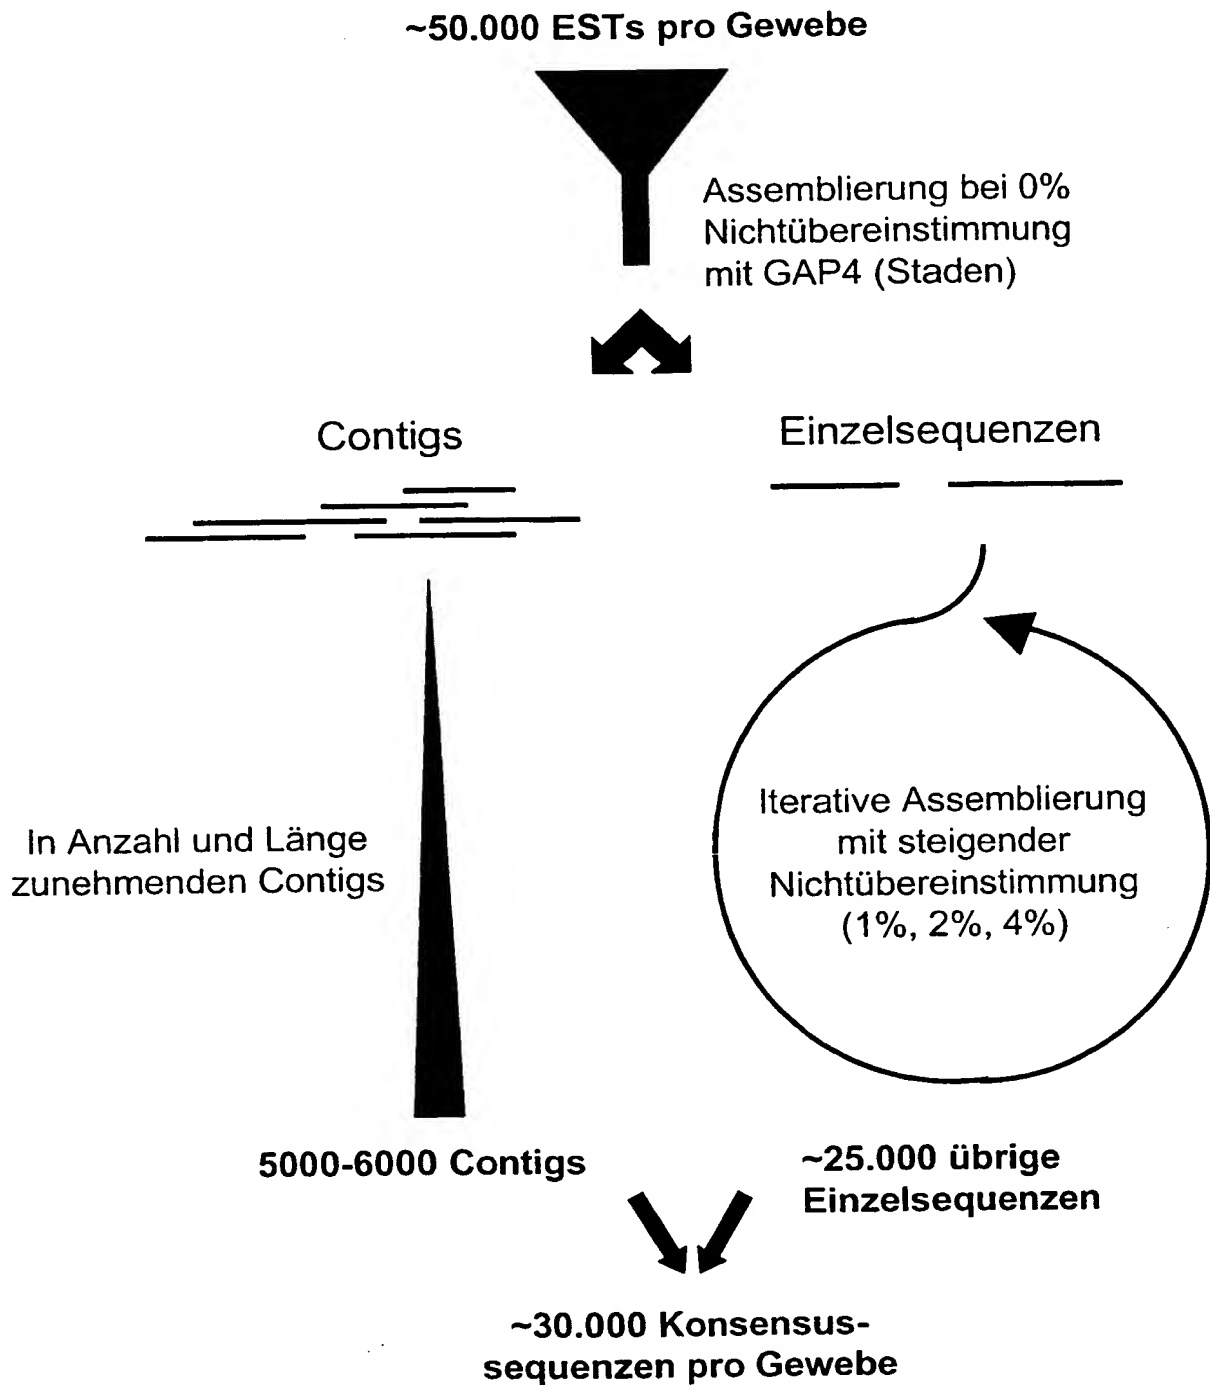 ~50.000 ESTs pro Gewebe
Assemblierung bei 0%
Nichtübereinstimmung
mit GAP4 (Staden)
Contigs
Einzelsequenzen
In Anzahl und Länge
zunehmenden Contigs
Iterative Assemblierung
mit steigender
Nichtübereinstimmung
(1%, 2%, 4%)
5000-6000 Contigs
~25.000 übrige
Einzelsequenzen
~30.000 Konsensus-
sequenzen pro Gewebe